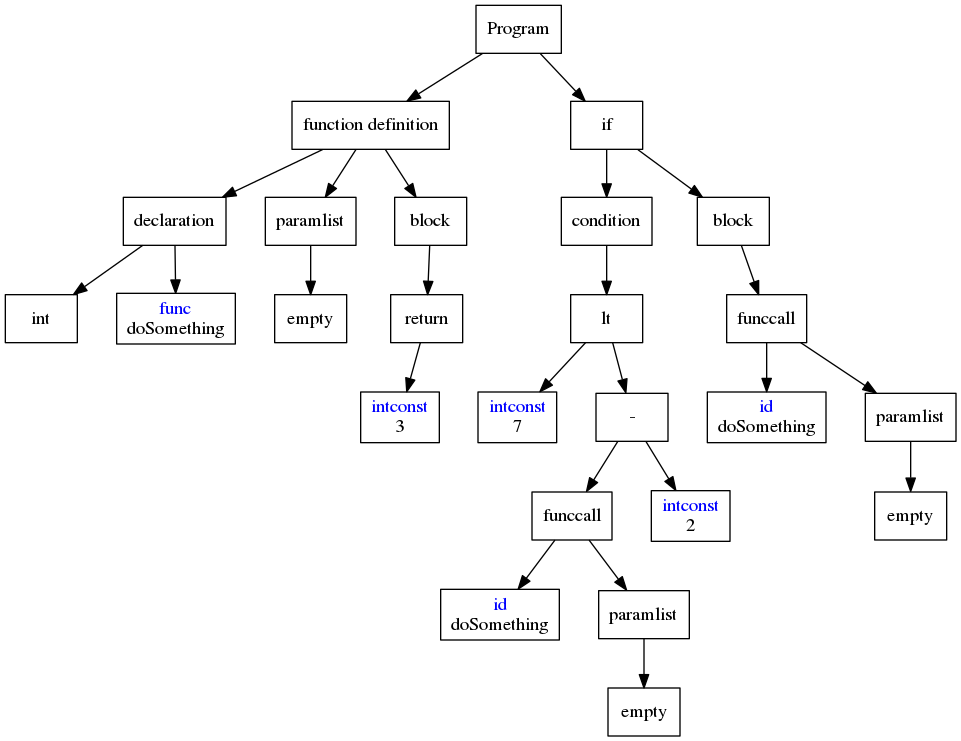 Program
function definition
if
declaration
paramlist
block
condition
block
int
func
doSomething
empty
return
lt
funccall
intconst
3
intconst
7
-
id
doSomething
paramlist
funccall
intconst
2
empty
id
doSomething
paramlist
empty